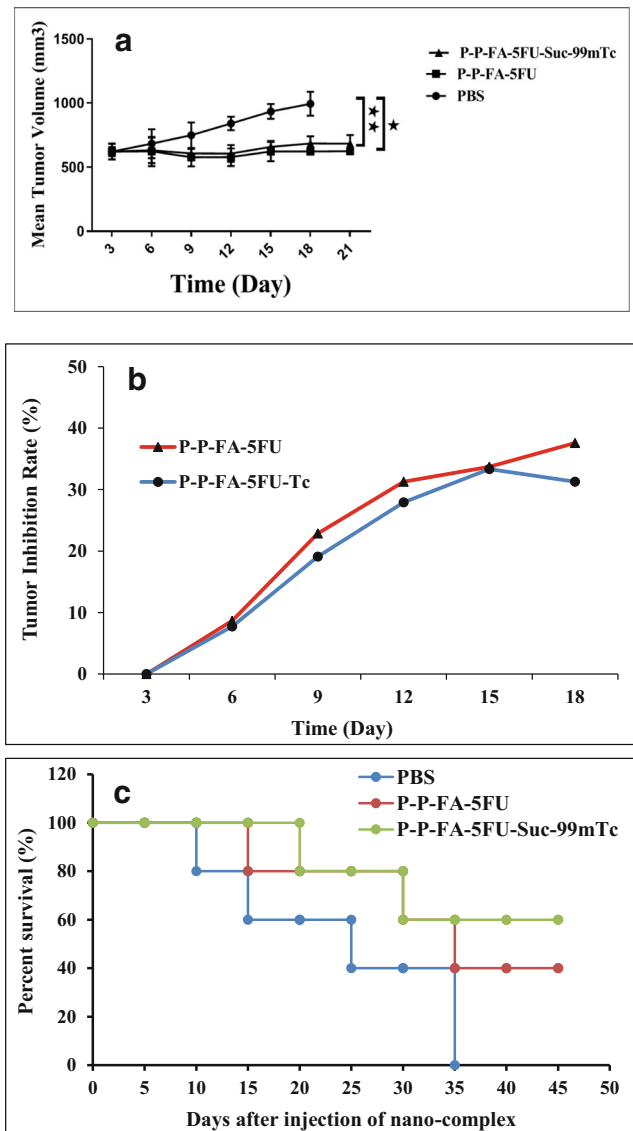 a
1500
1000
500
0
Mean Tumor Volume (mm3)
3 6 9 12 15 18 21
Time (Day)
P-P-FA-5FU-Suc-99mTc
P-P-FA-5FU
PBS
★★
★
b
50
40
30
20
10
0
Tumor Inhibition Rate (%)
P-P-FA-5FU
P-P-FA-5FU-Tc
3 6 9 12 15 18
Time (Day)
c
120
100
80
60
40
20
0
Percent survival (%)
PBS
P-P-FA-5FU
P-P-FA-5FU-Suc-99mTc
0 5 10 15 20 25 30 35 40 45 50
Days after injection of nano-complex